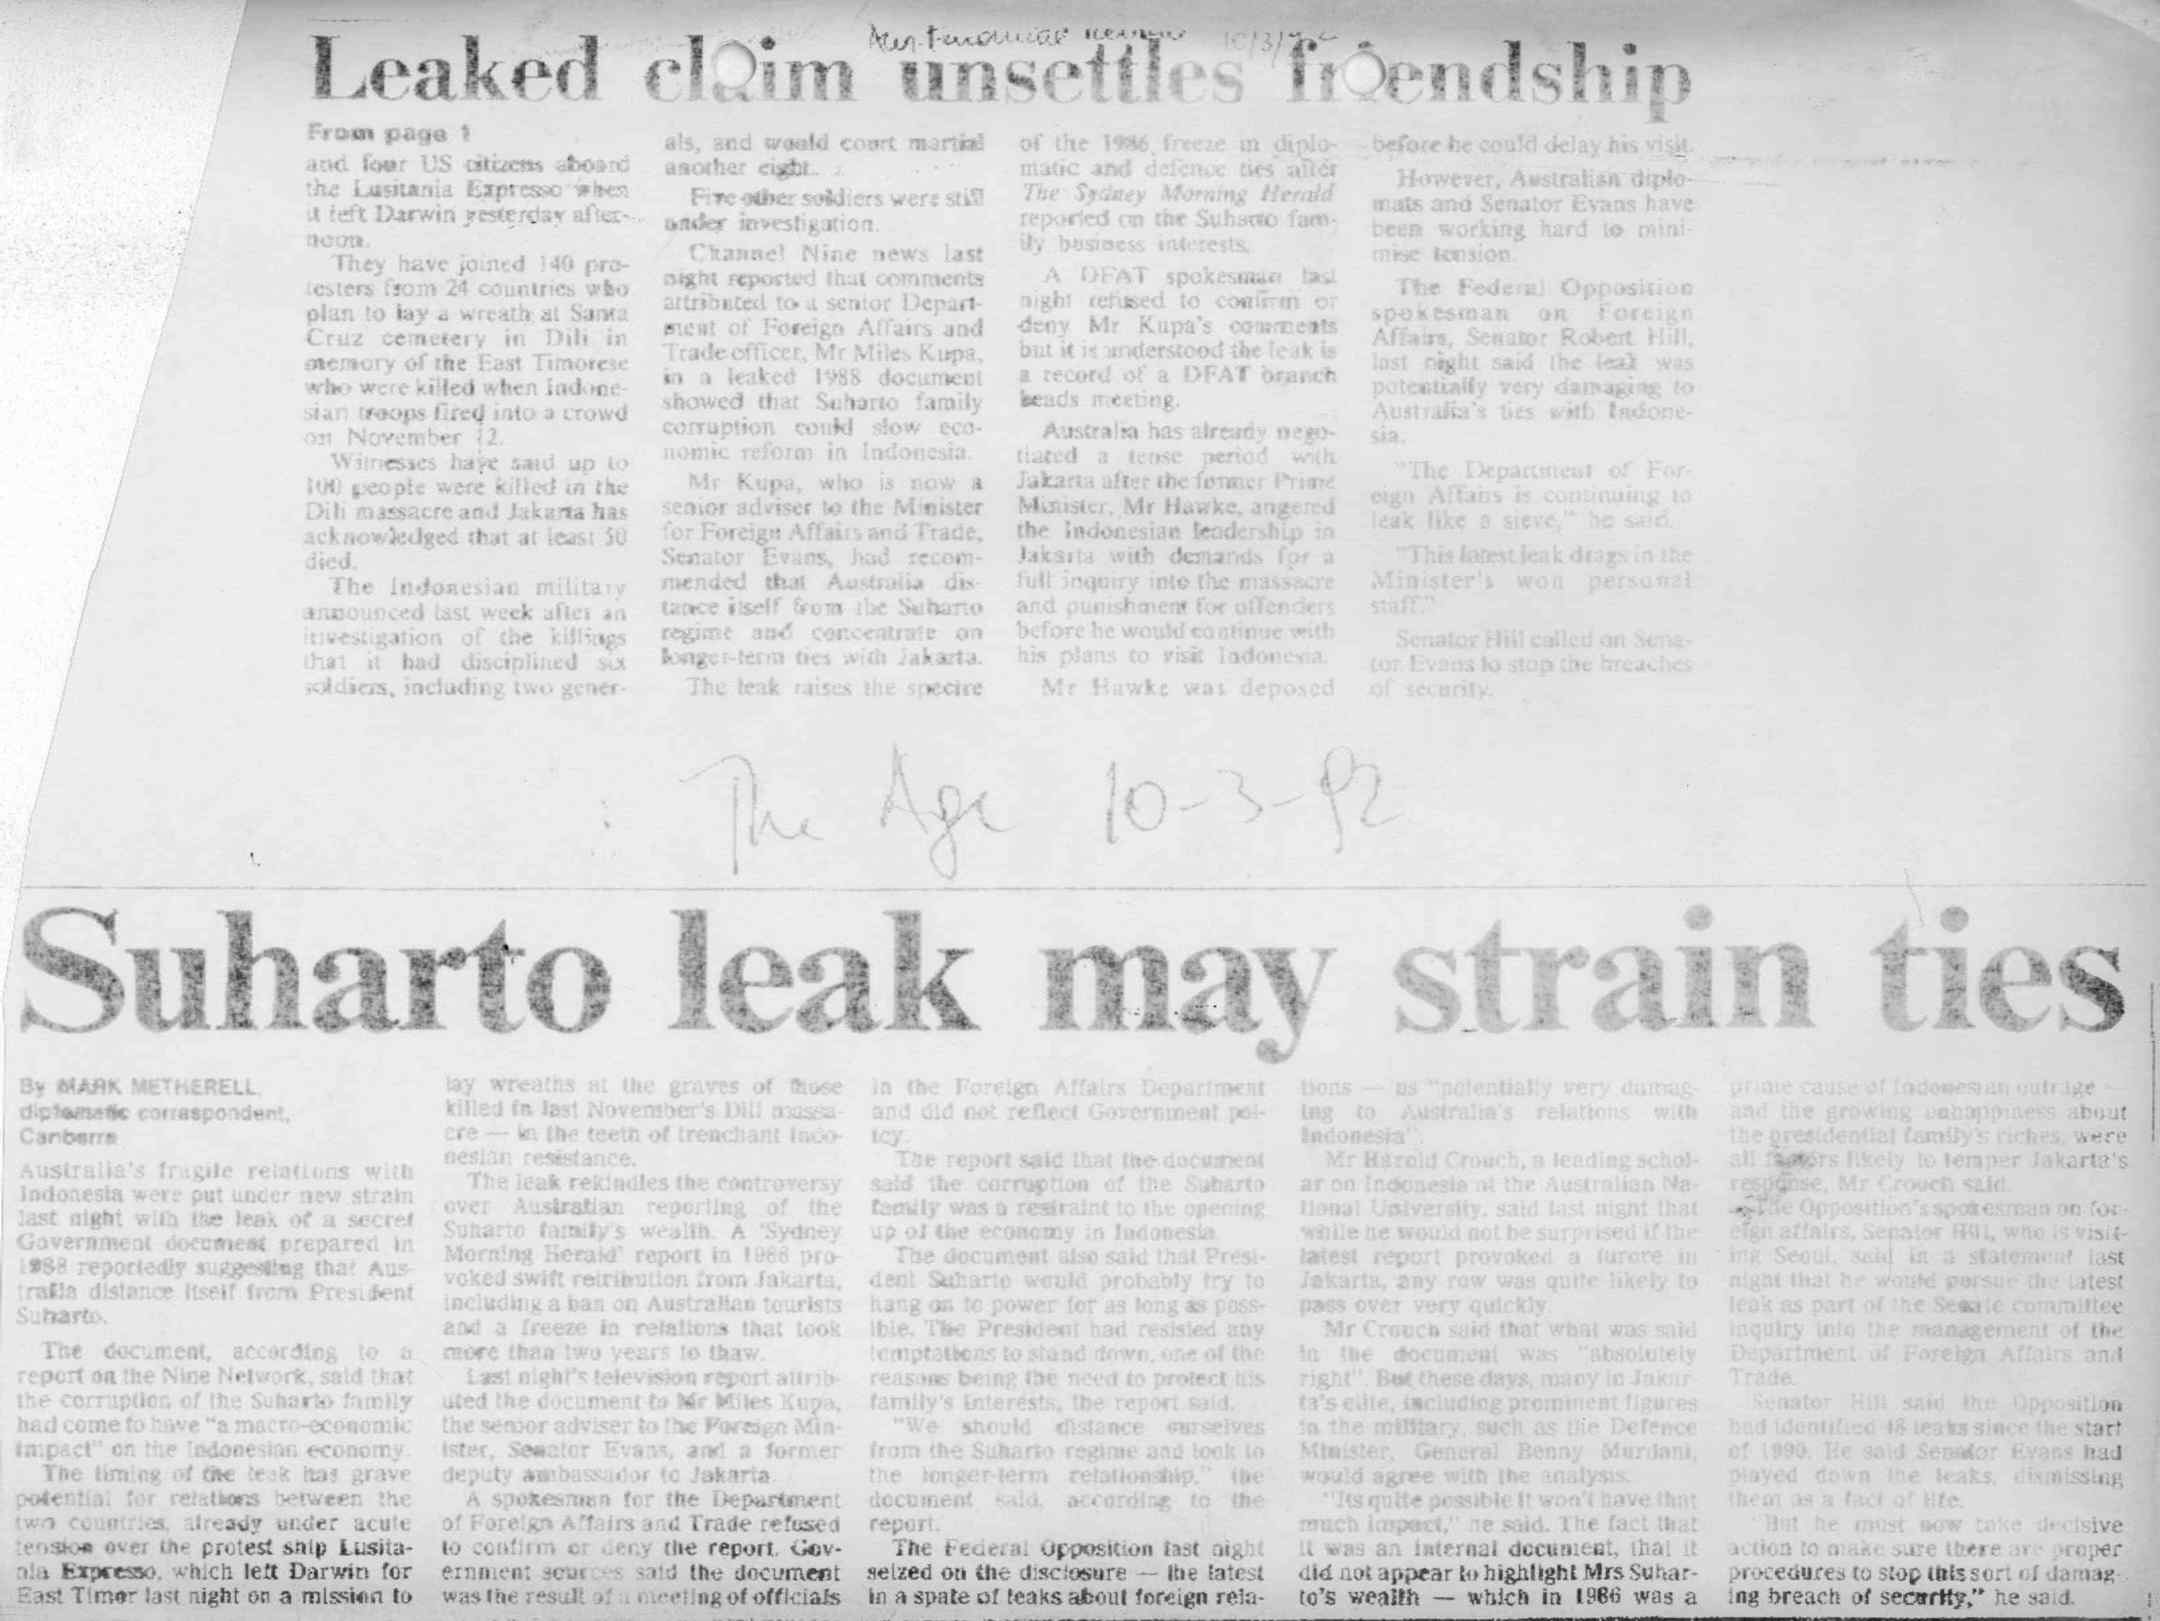 Aus Financial Review 10/3/92
Leaked claim unsettles friendship
From page 1
and four US citizens aboard
the Lusitania Expresso when
it left Darwin yesterday after-
noon.
They have joined 140 pro-
testers from 24 countries who
plan to lay a wreath at Santa
Cruz cemetery in Dili in
memory of the East Timorese
who were killed when Indone-
sian troops fired into a crowd
on November 12.
Witnesses have said up to
100 people were killed in the
Dili massacre and Jakarta has
acknowledged that at least 50
died.
The Indonesian military
announced last week after an
investigation of the killings
that it had disciplined six
soldiers, including two gener-
als, and would court martial
another eight.
Five other soldiers were still
under investigation.
Channel Nine news last
night reported that comments
attributed to a senior Depart-
ment of Foreign Affairs and
Trade officer, Mr Miles Kupa,
in a leaked 1988 document
showed that Suharto family
corruption could slow eco-
nomic reform in Indonesia.
Mr Kupa, who is now a
senior adviser to the Minister
for Foreign Affairs and Trade,
Senator Evans, had recom-
mended that Australia dis-
tance itself from the Suharto
regime and concentrate on
longer-term ties with Jakarta.
The leak raises the spectre
of the 1986 freeze in diplo-
matic and defence ties after
The Sydney Morning Herald
reported on the Suharto fam-
ily business interests.
A DFAT spokesman last
night refused to confirm or
deny Mr Kupa's comments
but it is understood the leak is
a record of a DFAT branch
heads meeting.
Australia has already nego-
tiated a tense period with
Jakarta after the former Prime
Minister, Mr Hawke, angered
the Indonesian leadership in
Jakarta with demands for a
full inquiry into the massacre
and punishment for offenders
before he would continue with
his plans to visit Indonesia.
Mr Hawke was deposed
before he could delay his visit.
However, Australian diplo-
mats and Senator Evans have
been working hard to mini-
mise tension.
The Federal Opposition
spokesman on Foreign
Affairs, Senator Robert Hill,
last night said the leak was
potentially very damaging to
Australia's ties with Indone-
sia.
"The Department of For-
eign Affairs is continuing to
leak like a sieve," he said.
"This latest leak drags in the
Minister's won personal
staff."
Senator Hill called on Sena-
tor Evans to stop the breaches
of security.
The Age 10-3-92
Suharto leak may strain ties
By MARK METHERELL,
diplomatic correspondent,
Canberra
Australia's fragile relations with
Indonesia were put under new strain
last night with the leak of a secret
Government document prepared in
1988 reportedly suggesting that Aus-
tralia distance itself from President
Suharto.
The document, according to a
report on the Nine Network, said that
the corruption of the Suharto family
had come to have "a macro-economic
impact" on the Indonesian economy.
The timing of the leak has grave
potential for relations between the
two countries, already under acute
tension over the protest ship Lusita-
nia Expresso, which left Darwin for
East Timor last night on a mission to
lay wreaths at the graves of those
killed in last November's Dili massa-
cre — in the teeth of trenchant Indo-
nesian resistance.
The leak rekindles the controversy
over Australian reporting of the
Suharto family's wealth. A 'Sydney
Morning Herald' report in 1986 pro-
voked swift retribution from Jakarta,
including a ban on Australian tourists
and a freeze in relations that took
more than two years to thaw.
Last night's television report attrib-
uted the document to Mr Miles Kupa,
the senior adviser to the Foreign Min-
ister, Senator Evans, and a former
deputy ambassador to Jakarta.
A spokesman for the Department
of Foreign Affairs and Trade refused
to confirm or deny the report. Gov-
ernment sources said the document
was the result of a meeting of officials
in the Foreign Affairs Department
and did not reflect Government pol-
icy.
The report said that the document
said the corruption of the Suharto
family was a restraint to the opening
up of the economy in Indonesia.
The document also said that Presi-
dent Suharto would probably try to
hang on to power for as long as poss-
ible. The President had resisted any
temptations to stand down, one of the
reasons being the need to protect his
family's interests, the report said.
"We should distance ourselves
from the Suharto regime and look to
the longer-term relationship," the
document said, according to the
report.
The Federal Opposition last night
seized on the disclosure — the latest
in a spate of leaks about foreign rela-
tions — as "potentially very damag-
ing to Australia's relations with
Indonesia".
Mr Harold Crouch, a leading schol-
ar on Indonesia at the Australian Na-
tional University, said last night that
while he would not be surprised if the
latest report provoked a furore in
Jakarta, any row was quite likely to
pass over very quickly.
Mr Crouch said that what was said
in the document was "absolutely
right". But these days, many in Jakar-
ta's elite, including prominent figures
in the military, such as the Defence
Minister, General Benny Murdani,
would agree with the analysis.
"Its quite possible it won't have that
much impact," he said. The fact that
it was an internal document, that it
did not appear to highlight Mrs Suhar-
to's wealth — which in 1986 was a
prime cause of Indonesian outrage —
and the growing unhappiness about
the presidential family's riches, were
all factors likely to temper Jakarta's
response, Mr Crouch said.
The Opposition's spokesman on for-
eign affairs, Senator Hill, who is visit-
ing Seoul, said in a statement last
night that he would pursue the latest
leak as part of the Senate committee
inquiry into the management of the
Department of Foreign Affairs and
Trade.
Senator Hill said the Opposition
had identified 48 leaks since the start
of 1990. He said Senator Evans had
played down the leaks, dismissing
them as a fact of life.
"But he must now take decisive
action to make sure there are proper
procedures to stop this sort of damag-
ing breach of security," he said.